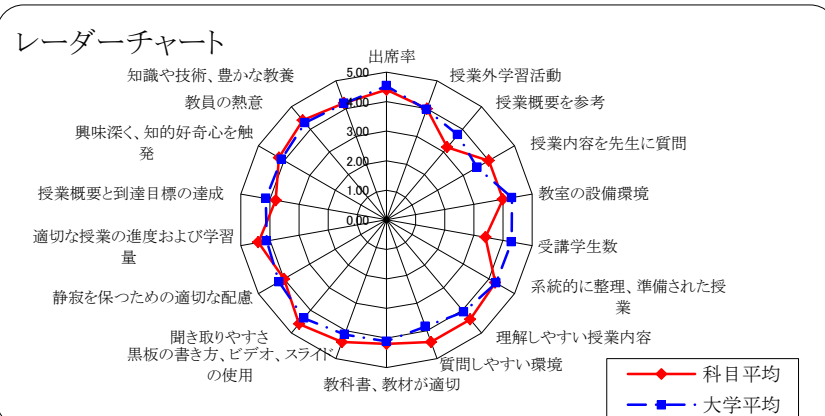 レーダーチャート
出席率
授業外学習活動
授業概要を参考
授業内容を先生に質問
教室の設備環境
受講学生数
系統的に整理、準備された授
業
理解しやすい授業内容
質問しやすい環境
教科書、教材が適切
黒板の書き方、ビデオ、スライド
の使用
聞き取りやすさ
静寂を保つための適切な配慮
適切な授業の進度および学習
量
授業概要と到達目標の達成
興味深く、知的好奇心を触
発
教員の熱意
知識や技術、豊かな教養
5.00
4.00
3.00
2.00
1.00
0.00
科目平均
大学平均